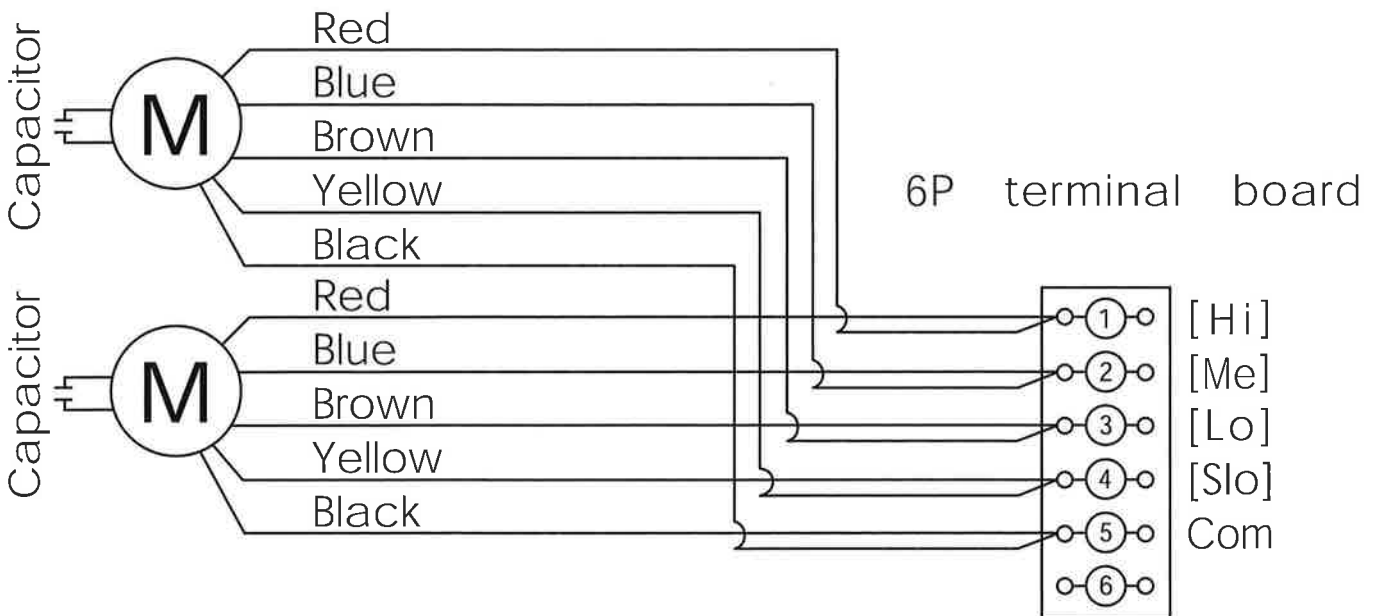 Capacitor
M
Red
Blue
Brown
Yellow
Black
Capacitor
M
Red
Blue
Brown
Yellow
Black
6P terminal board
1 [Hi]
2 [Me]
3 [Lo]
4 [Slo]
5 Com
6